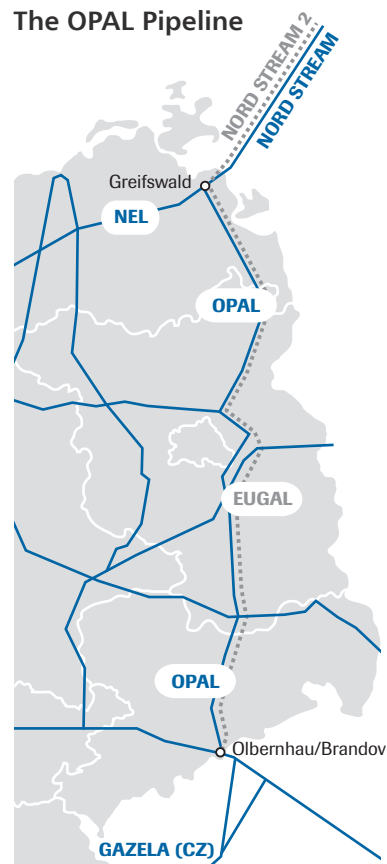 The OPAL Pipeline
NORD STREAM 2
NORD STREAM
Greifswald
NEL
OPAL
EUGAL
OPAL
Olbernhau/Brandov
GAZELA (CZ)